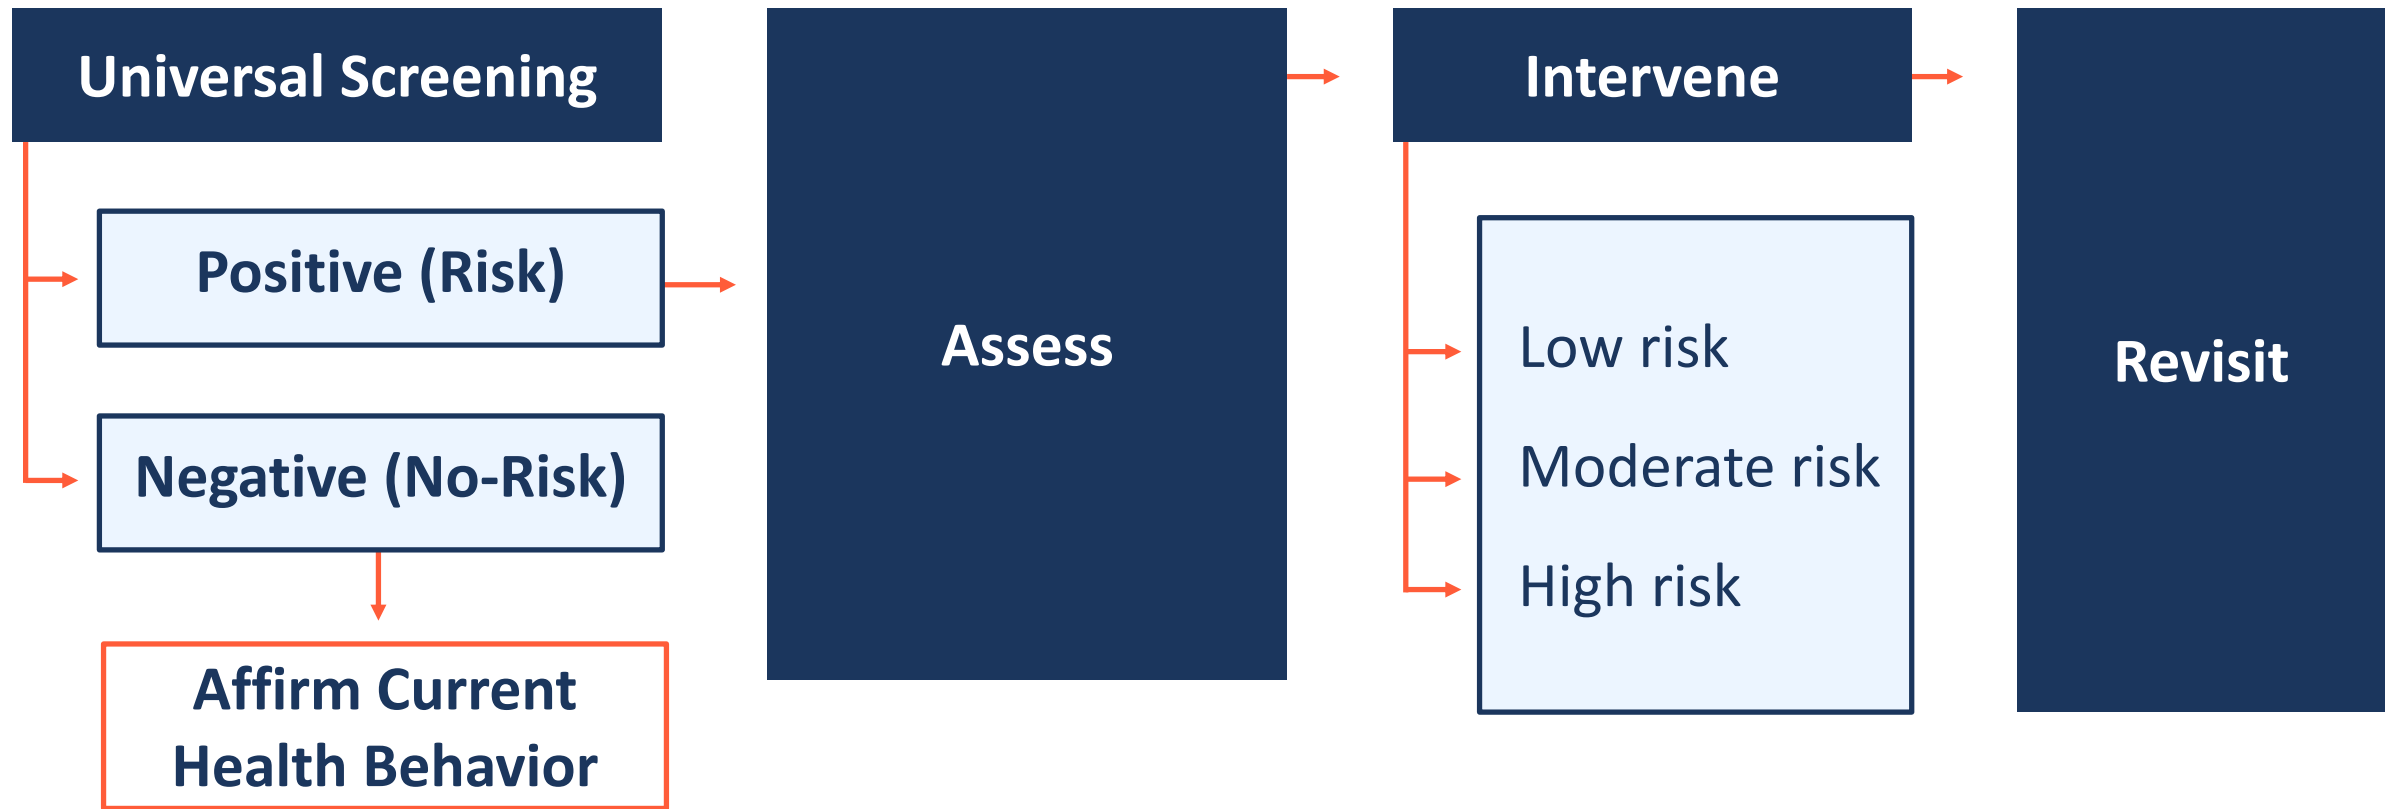 Universal Screening
Positive (Risk)
Negative (No-Risk)
Affirm Current
Health Behavior
Assess
Intervene
Low risk
Moderate risk
High risk
Revisit